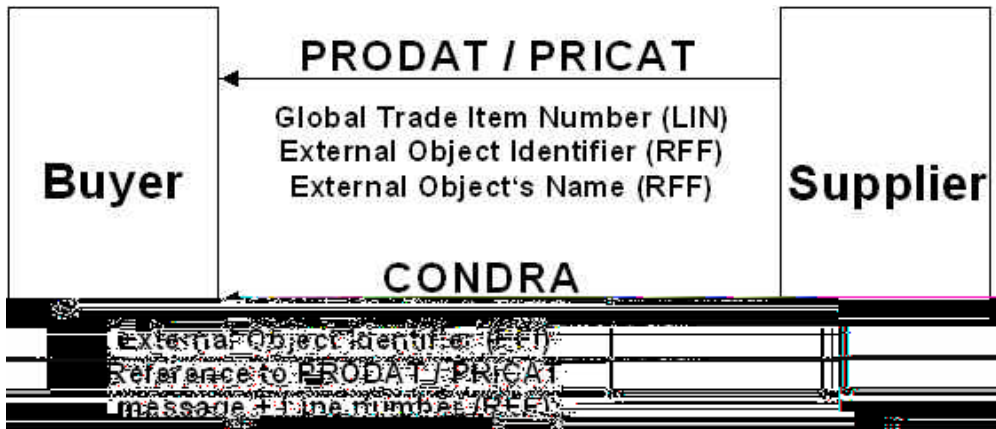 PRODAT / PRICAT
Global Trade Item Number (LIN)
External Object Identifier (RFF)
External Object's Name (RFF)
Buyer
Supplier
CONDRA
External Object Identifier (EFI)
Reference to PRODAT / PRICAT
message + Line number (RFF)